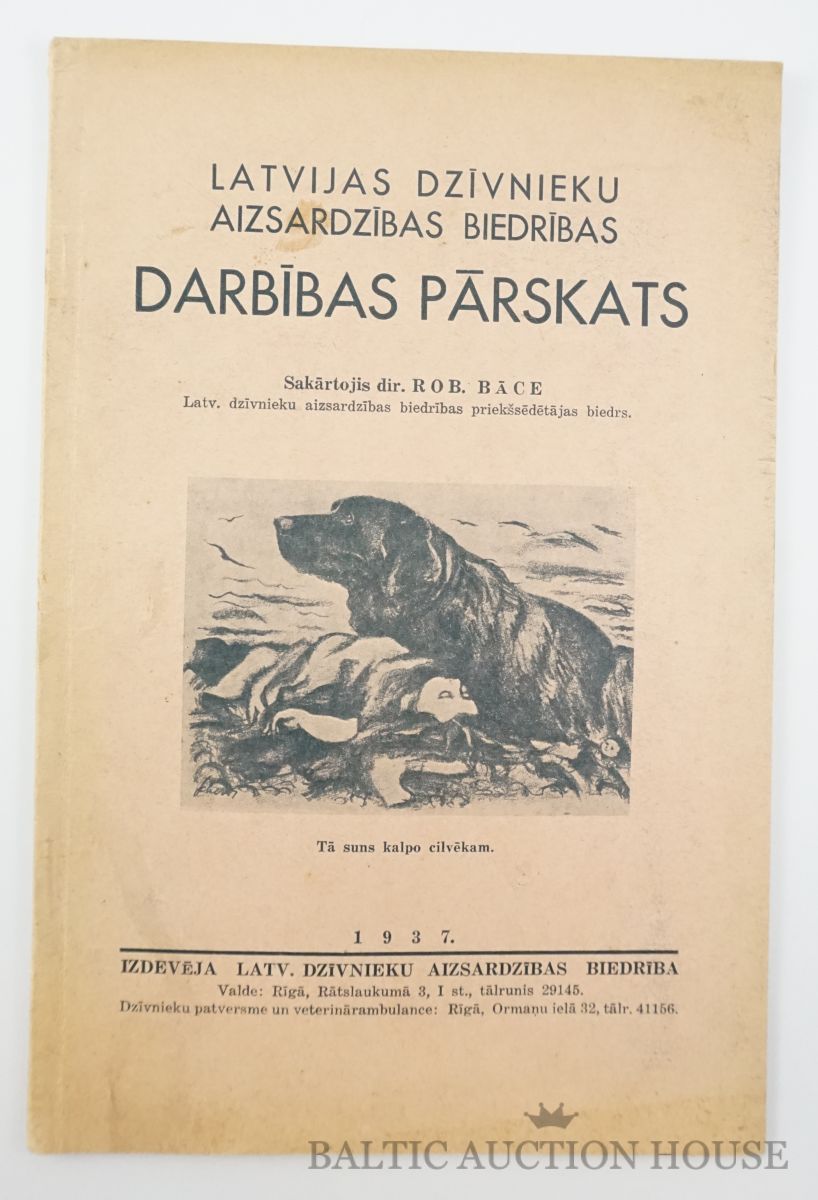 LATVIJAS DZĪVNIEKU
AIZSARDZĪBAS BIEDRĪBAS
DARBĪBAS PĀRSKATS
Sakārtojis dir. ROB. BĀCE
Latv. dzīvnieku aizsardzības biedrības priekšsēdētājas biedrs.
Tā suns kalpo cilvēkam.
1937.
IZDEVĒJA LATV. DZĪVNIEKU AIZSARDZĪBAS BIEDRĪBA
Valde: Rīgā, Rātslaukumā 3, I st., tālrunis 29145.
Dzīvnieku patversme un veterinārambulance: Rīgā, Ormaņu ielā 32, tālr. 41156.
BALTIC AUCTION HOUSE